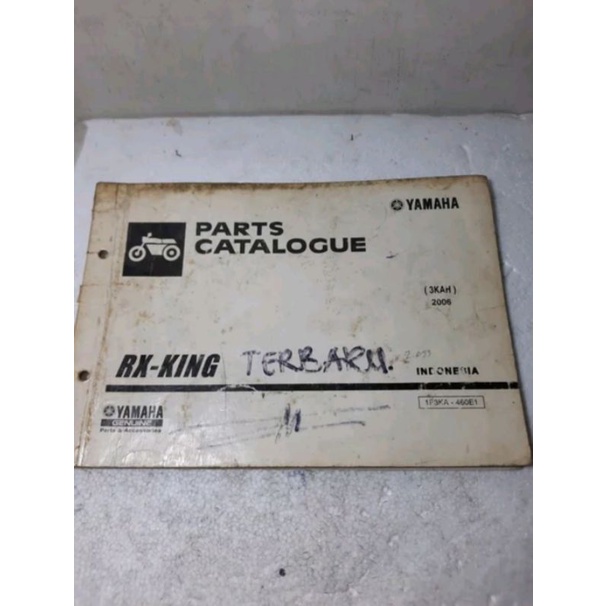 YAMAHA
PARTS
CATALOGUE
(3KAH)
2006
RX-KING TERBARU.
INDONESIA
YAMAHA
GENUINE
Parts & Accessories
1F3KA-460E1